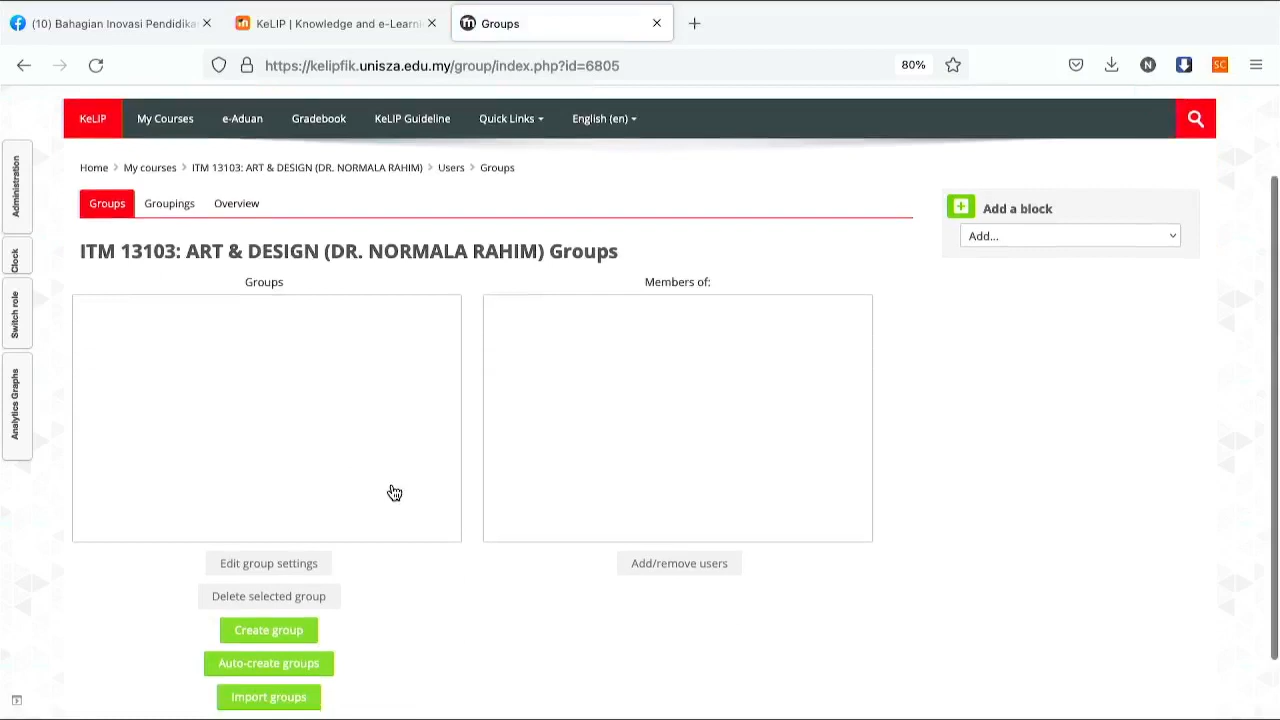 (10) Bahagian Inovasi Pendidika
KeLIP | Knowledge and e-Learni
Groups
https://kelipfik.unisza.edu.my/group/index.php?id=6805
80%
N
SC
KeLIP
My Courses
e-Aduan
Gradebook
KeLIP Guideline
Quick Links
English (en)
Administration
Clock
Switch role
Analytics Graphs
Home
My courses
ITM 13103: ART & DESIGN (DR. NORMALA RAHIM)
Users
Groups
Groups
Groupings
Overview
Add a block
Add...
ITM 13103: ART & DESIGN (DR. NORMALA RAHIM) Groups
Groups
Members of:
Edit group settings
Add/remove users
Delete selected group
Create group
Auto-create groups
Import groups